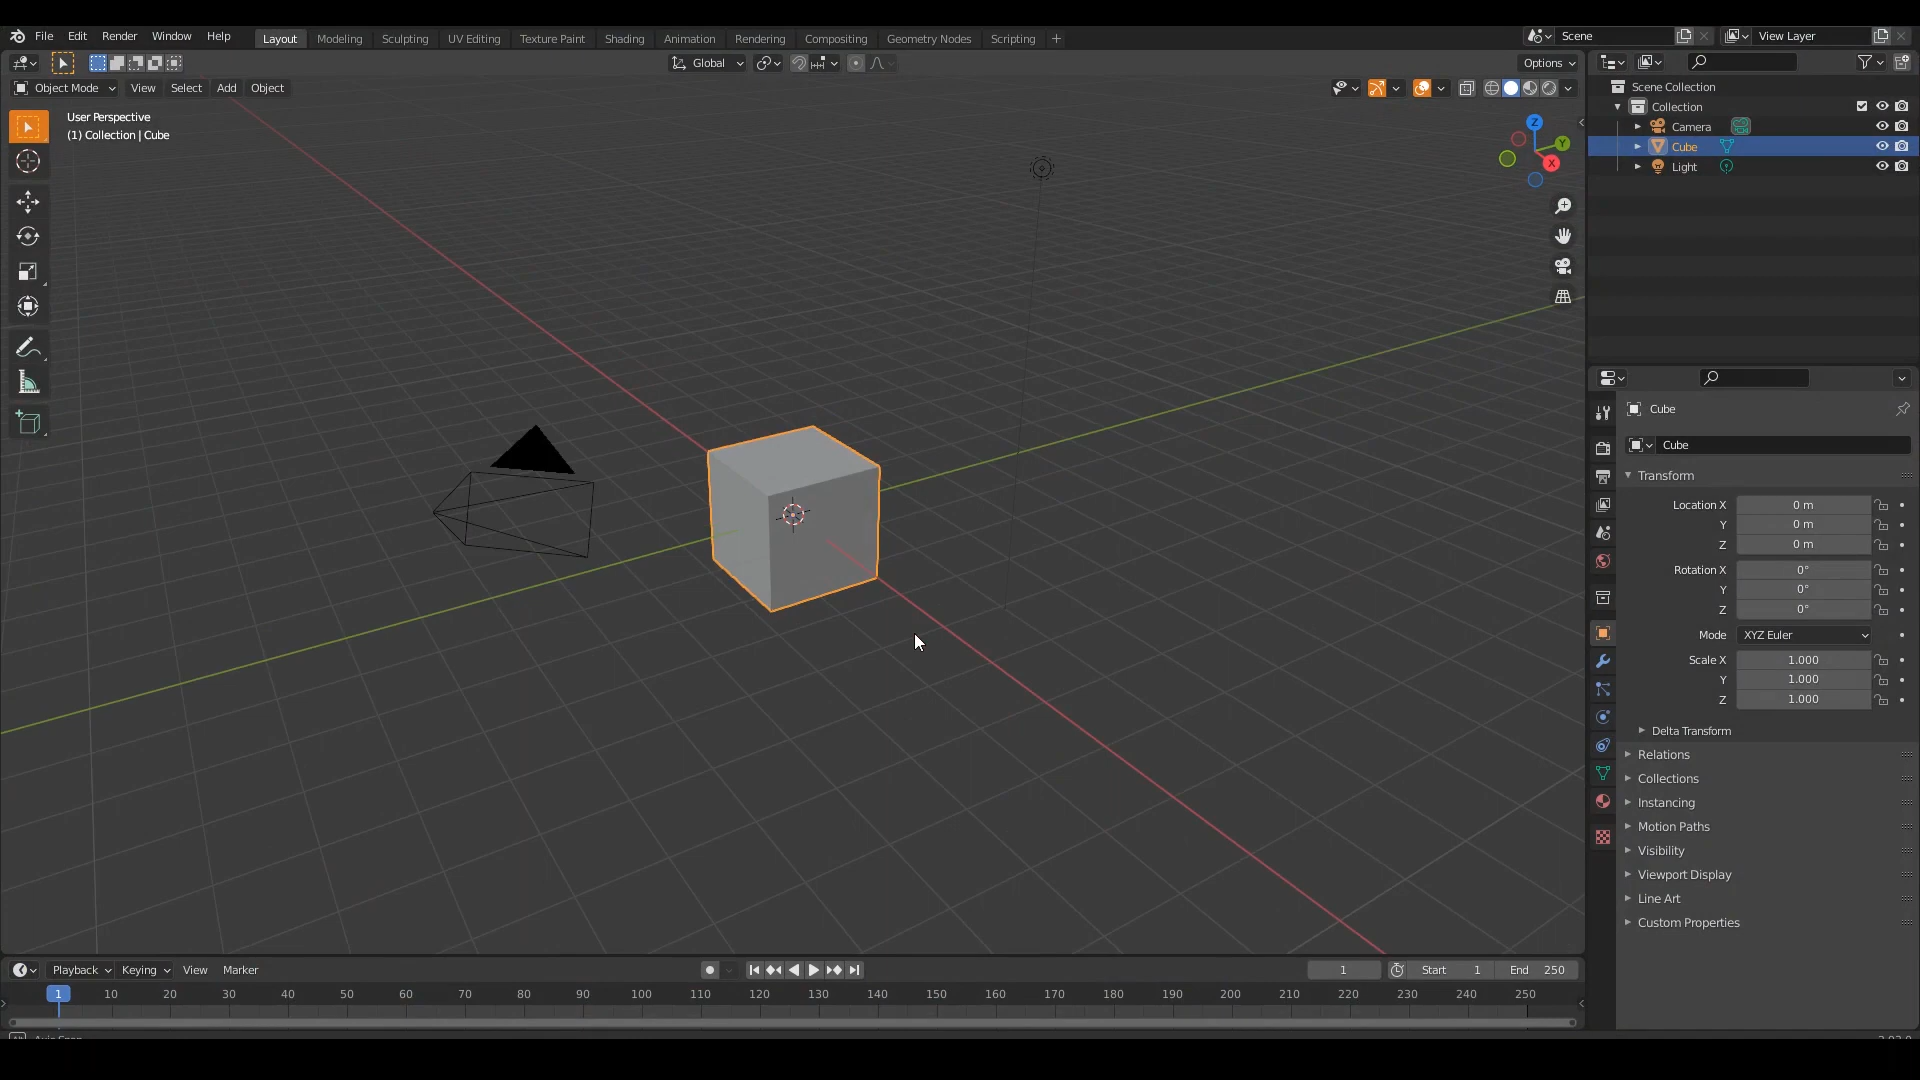 File Edit Render Window Help Layout Modeling Sculpting UV Editing Texture Paint Shading Animation Rendering Compositing Geometry Nodes Scripting + Scene View Layer
Global Options
Object Mode View Select Add Object
User Perspective
(1) Collection | Cube
Z
Y
X
Scene Collection
Collection
Camera
Cube
Light
Cube
Cube
Transform
Location X 0 m
Y 0 m
Z 0 m
Rotation X 0°
Y 0°
Z 0°
Mode XYZ Euler
Scale X 1.000
Y 1.000
Z 1.000
Delta Transform
Relations
Collections
Instancing
Motion Paths
Visibility
Viewport Display
Line Art
Custom Properties
Playback Keying View Marker 1 Start 1 End 250
1 10 20 30 40 50 60 70 80 90 100 110 120 130 140 150 160 170 180 190 200 210 220 230 240 250